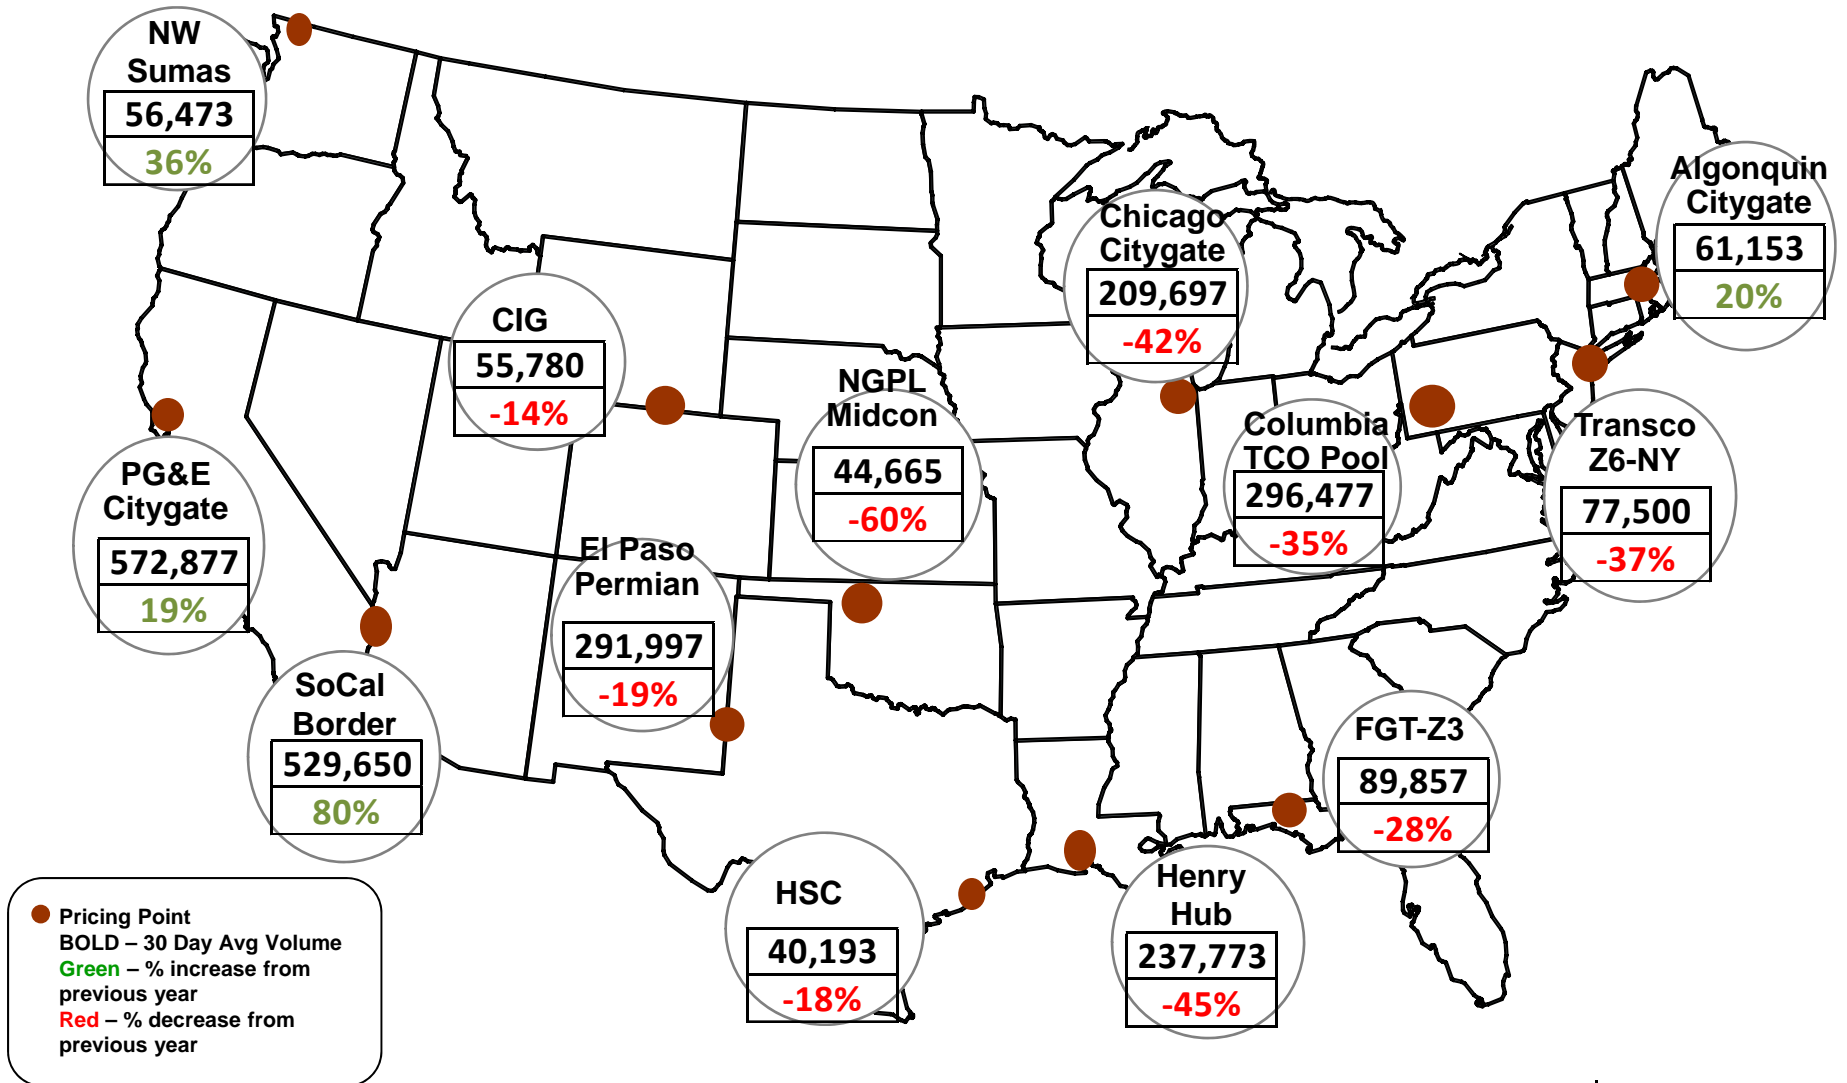 NW
Sumas
56,473
36%
Algonquin
Citygate
61,153
20%
Chicago
Citygate
209,697
-42%
CIG
55,780
-14%
NGPL
Midcon
44,665
-60%
Columbia
TCO Pool
296,477
-35%
Transco
Z6-NY
77,500
-37%
PG&E
Citygate
572,877
19%
El Paso
Permian
291,997
-19%
SoCal
Border
529,650
80%
FGT-Z3
89,857
-28%
HSC
40,193
-18%
Henry
Hub
237,773
-45%
Pricing Point
BOLD – 30 Day Avg Volume
Green – % increase from
previous year
Red – % decrease from
previous year